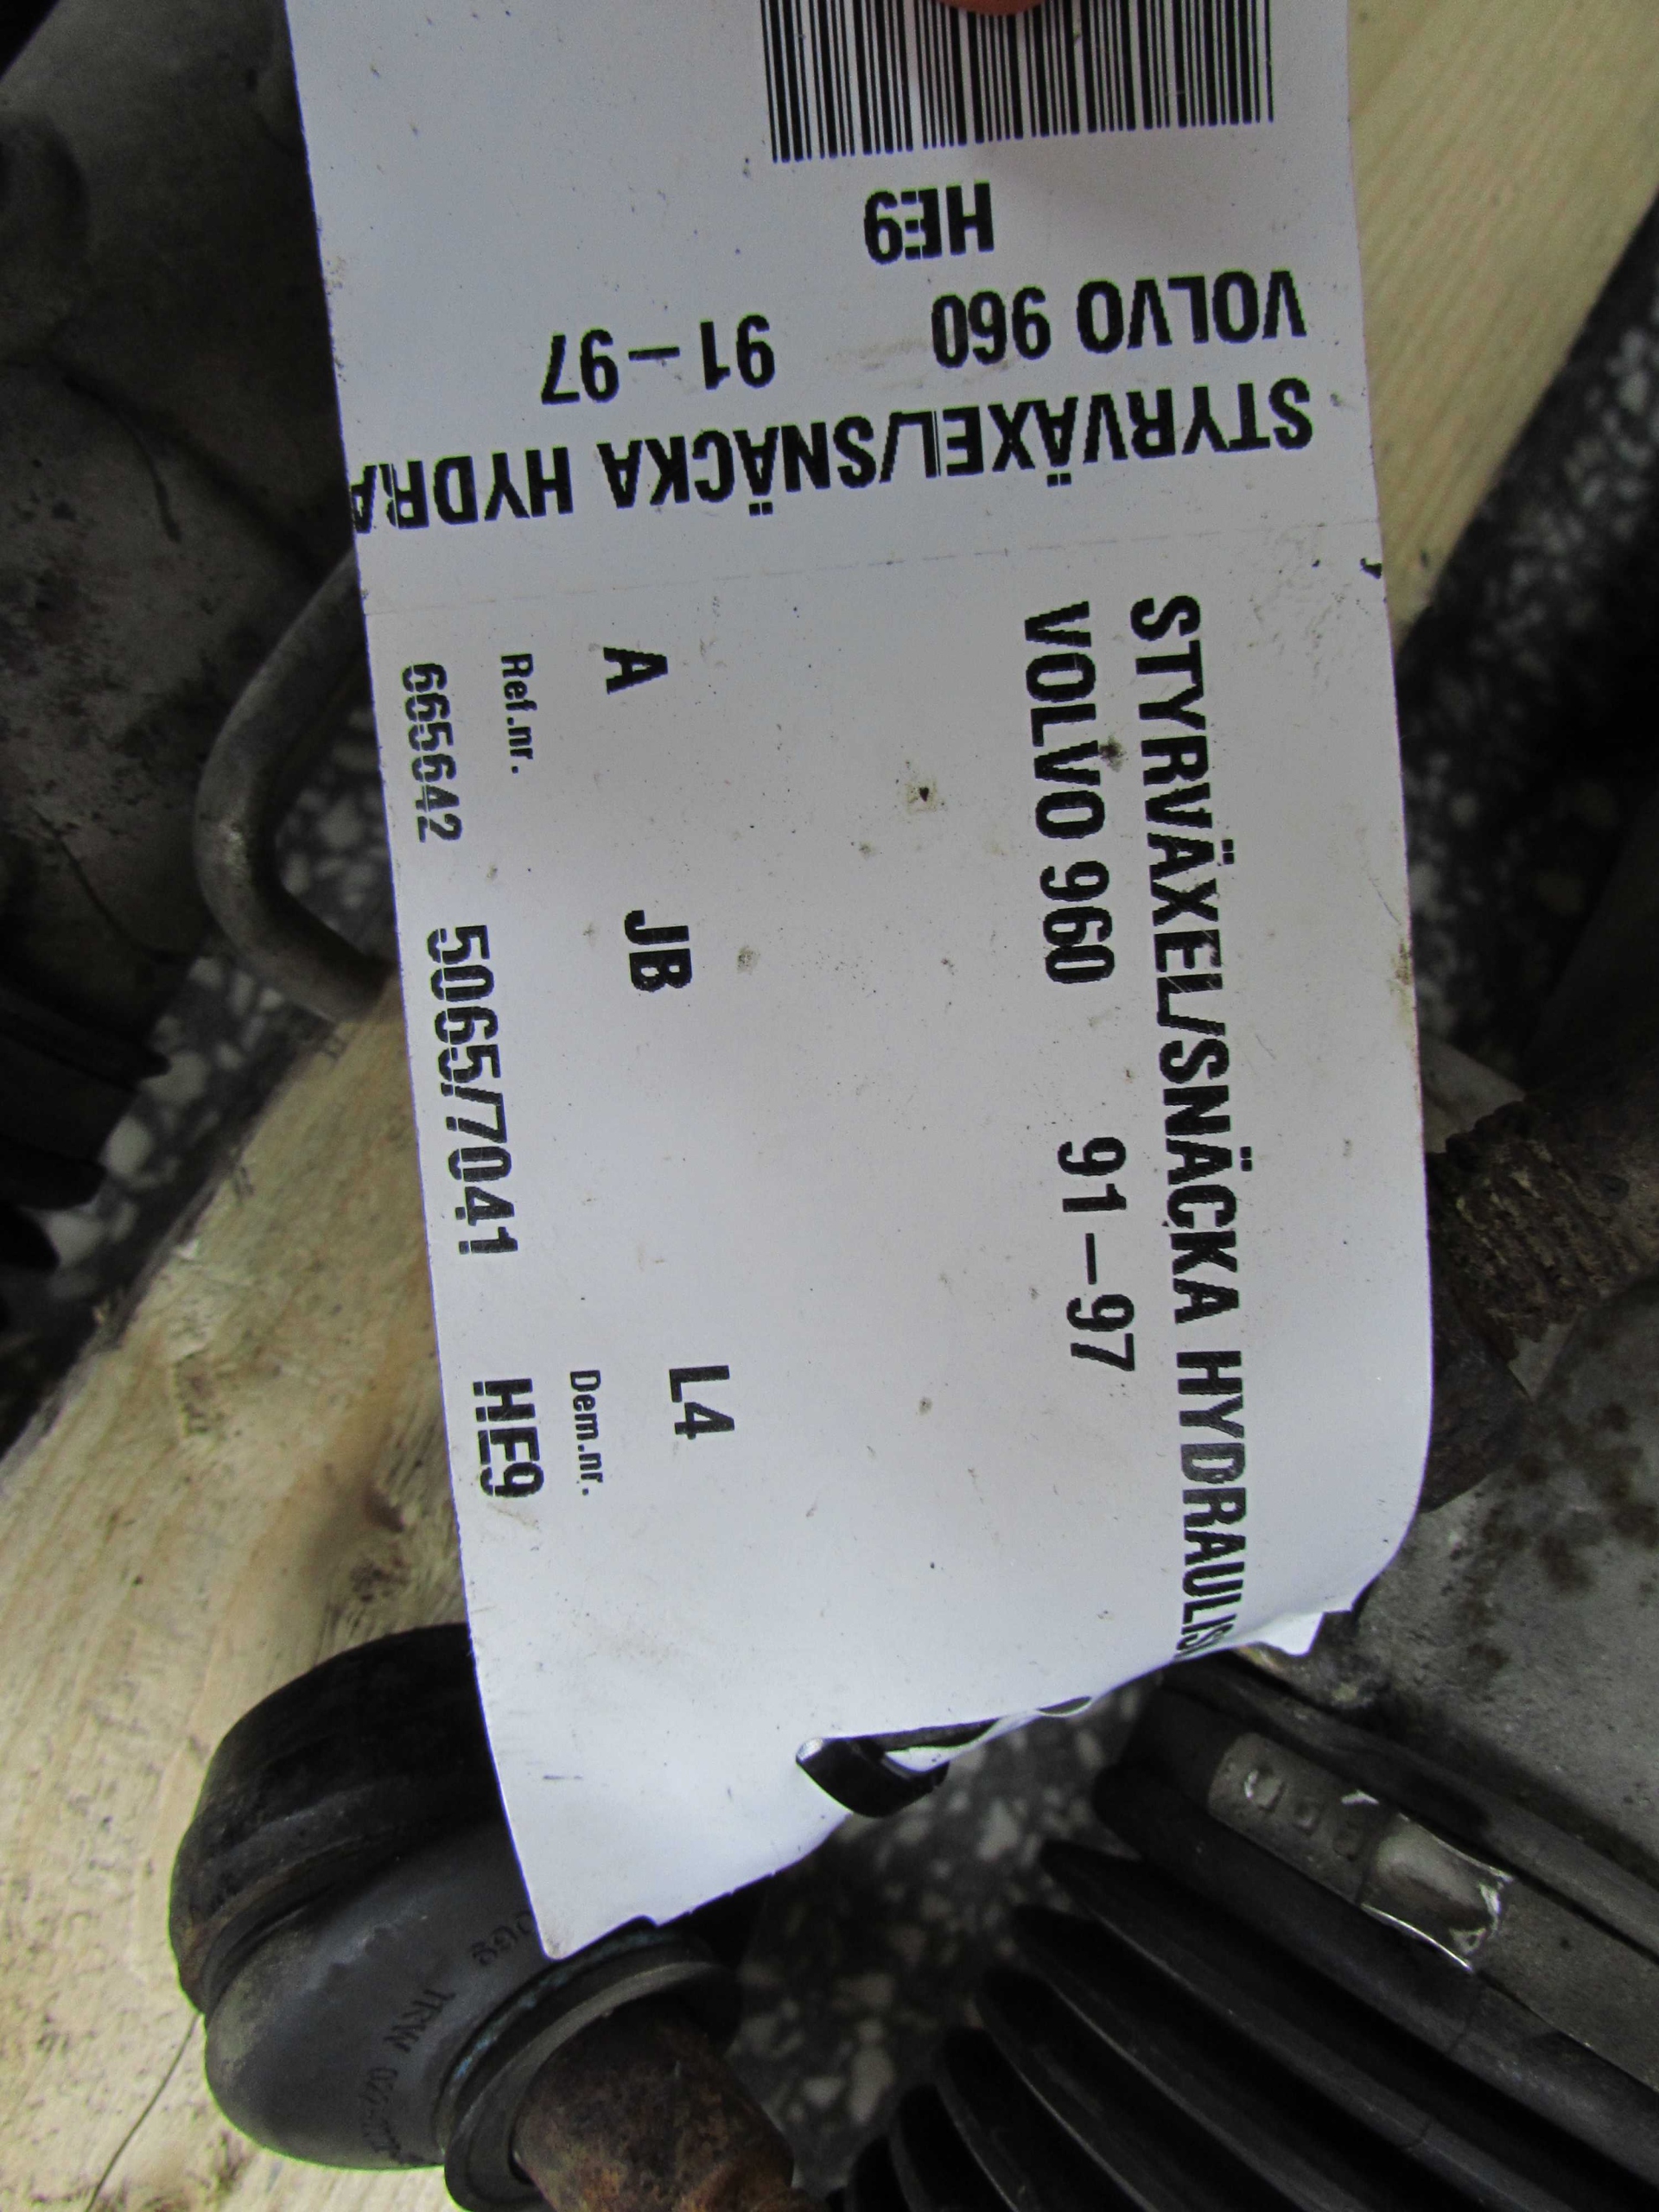 HE9
VOLVO 960 91-97
STYRVÄXEL/SNÄCKA HYDRA
STYRVÄXEL/SNÄCKA HYDRAULIS
VOLVO 960 91-97
A JB L4
Ref.nr. Dem.nr.
665642 5065/7041 HE9
TRW